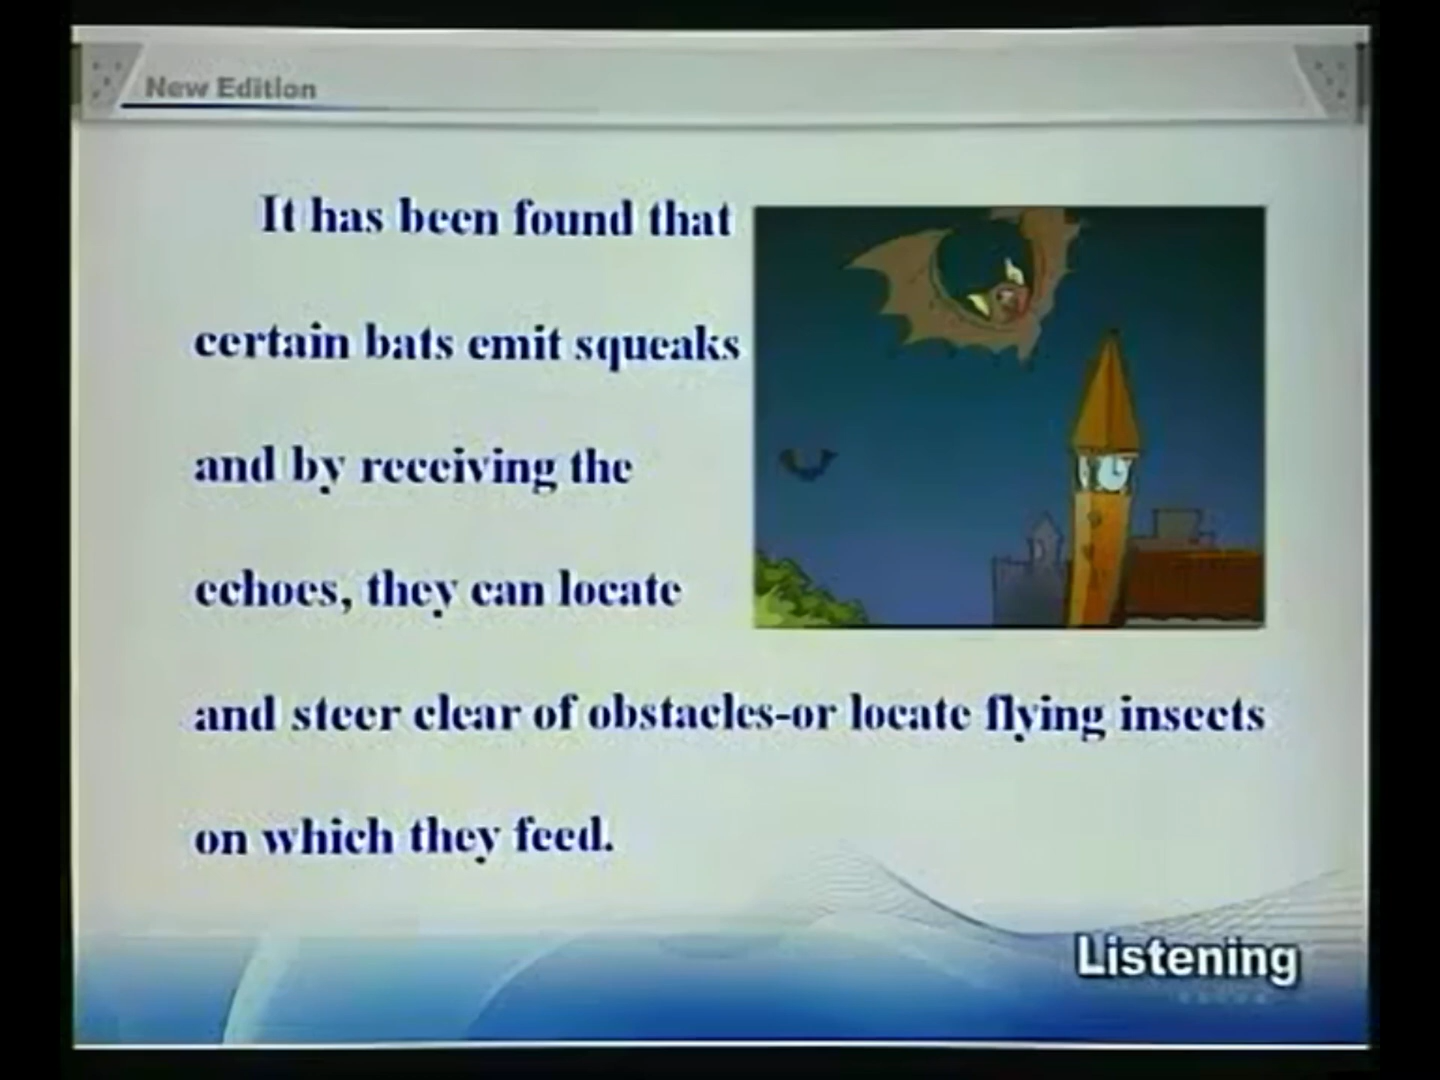 New Edition
It has been found that
certain bats emit squeaks
and by receiving the
echoes, they can locate
and steer clear of obstacles-or locate flying insects
on which they feed.
Listening